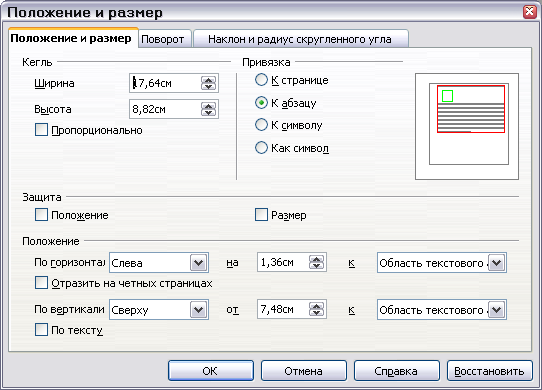 Положение и размер
Положение и размер Поворот Наклон и радиус скругленного угла
Кегль Привязка
Ширина 17,64см К странице
Высота 8,82см К абзацу
Пропорционально К символу
Как символ
Защита
Положение Размер
Положение
По горизонтал Слева на 1,36см к Область текстового
Отразить на четных страницах
По вертикали Сверху от 7,48см к Область текстового
По тексту
OK Отмена Справка Восстановить